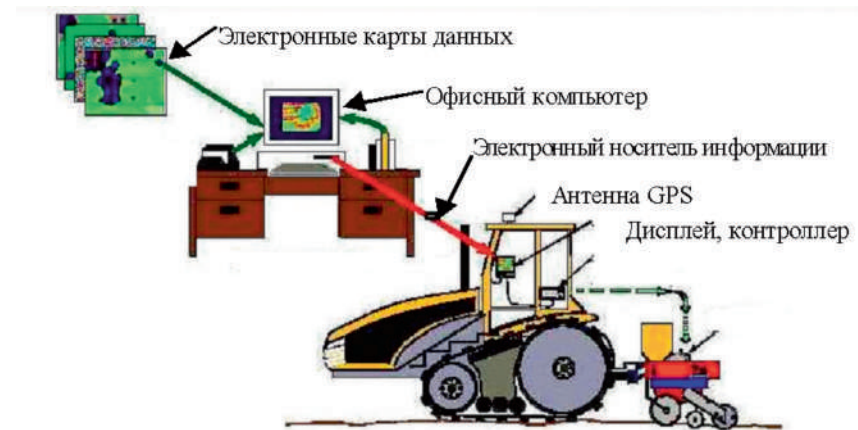 Электронные карты данных
Офисный компьютер
Электронный носитель информации
Антенна GPS
Дисплей, контроллер